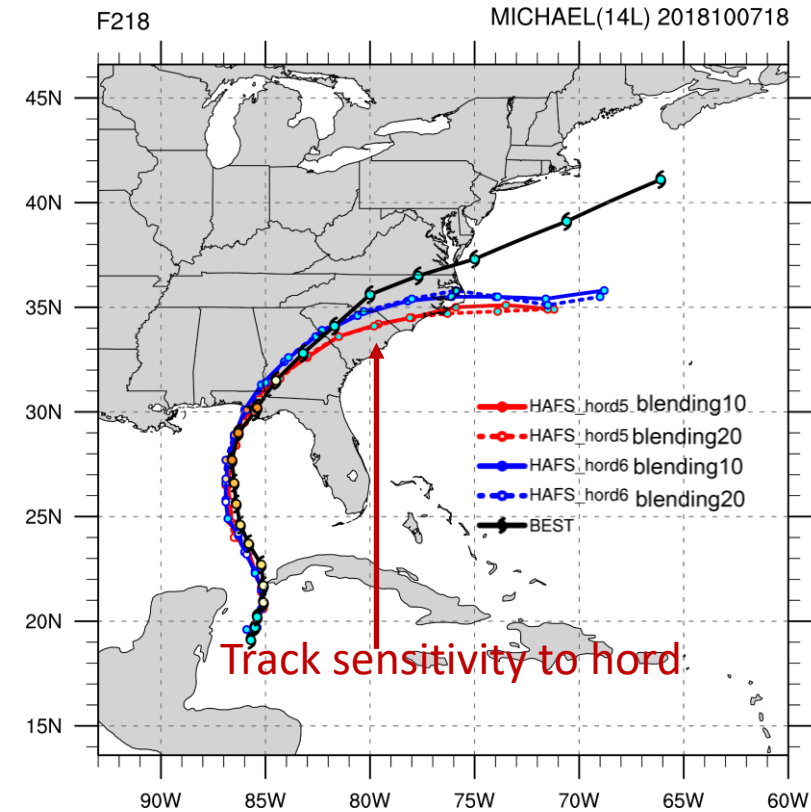 F218
MICHAEL(14L) 2018100718
45N
40N
35N
30N
25N
20N
15N
HAFS_hord5 blending10
HAFS_hord5 blending20
HAFS_hord6 blending10
HAFS_hord6 blending20
BEST
Track sensitivity to hord
90W 85W 80W 75W 70W 65W 60W